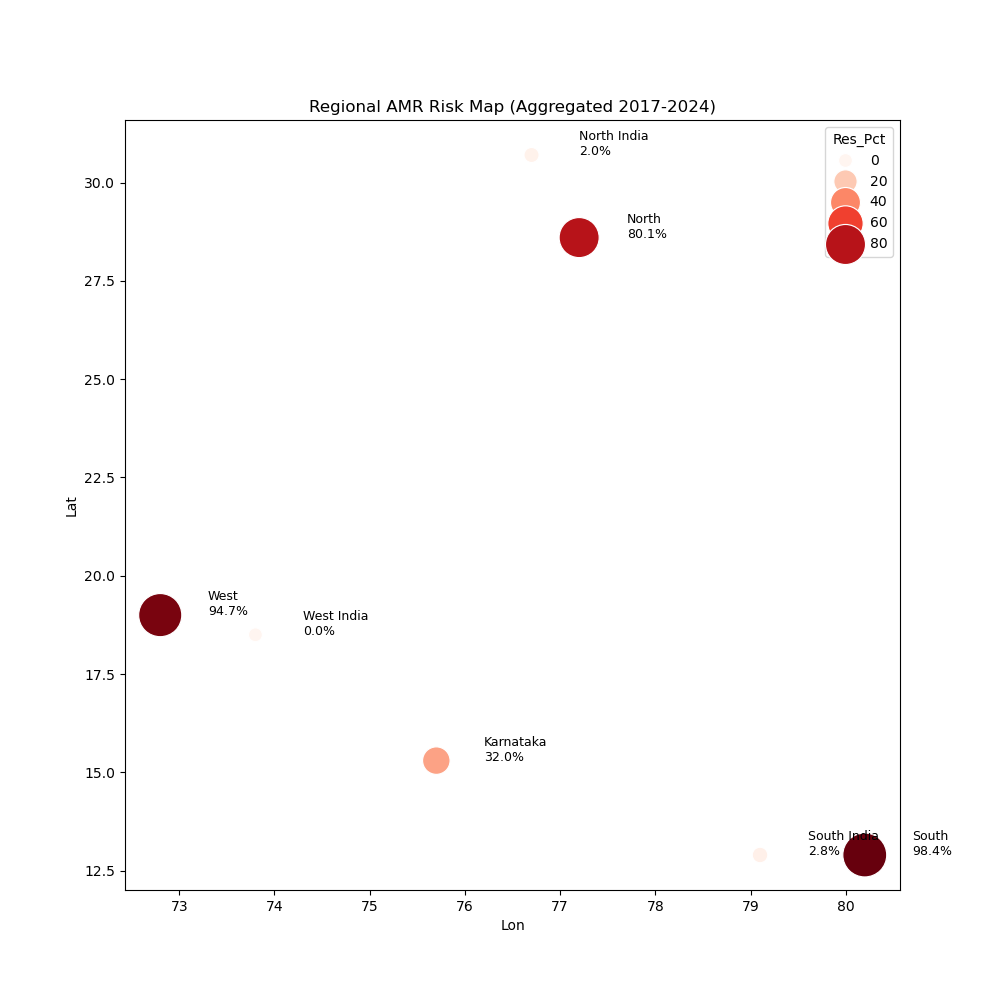 Regional AMR Risk Map (Aggregated 2017-2024)
North India
2.0%
Res_Pct
0
20
40
60
80
North
80.1%
West
94.7%
West India
0.0%
Karnataka
32.0%
South India
2.8%
South
98.4%
30.0
27.5
25.0
22.5
20.0
17.5
15.0
12.5
Lat
73 74 75 76 77 78 79 80
Lon